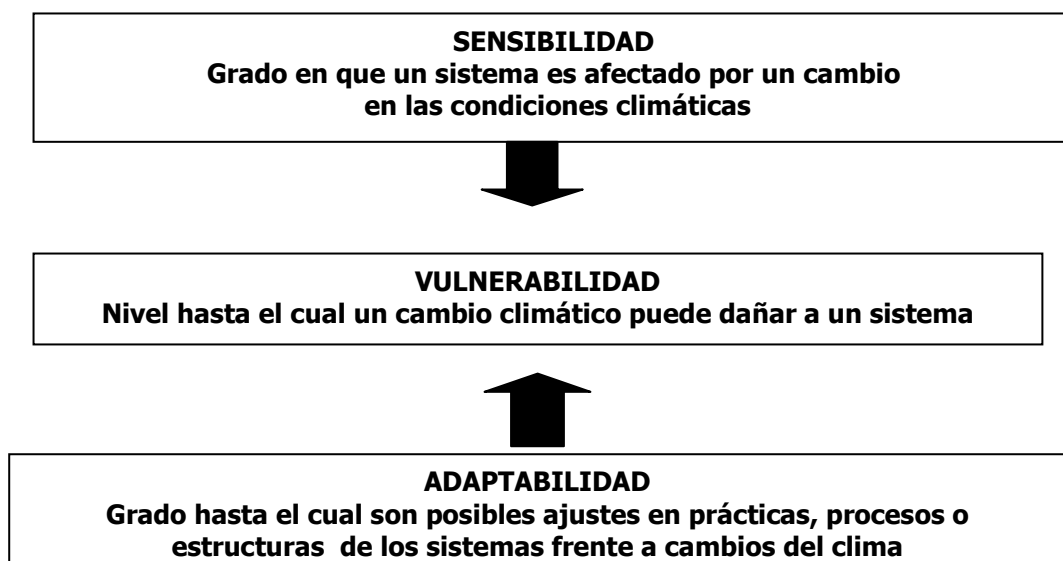 SENSIBILIDAD
Grado en que un sistema es afectado por un cambio
en las condiciones climáticas
VULNERABILIDAD
Nivel hasta el cual un cambio climático puede dañar a un sistema
ADAPTABILIDAD
Grado hasta el cual son posibles ajustes en prácticas, procesos o
estructuras de los sistemas frente a cambios del clima